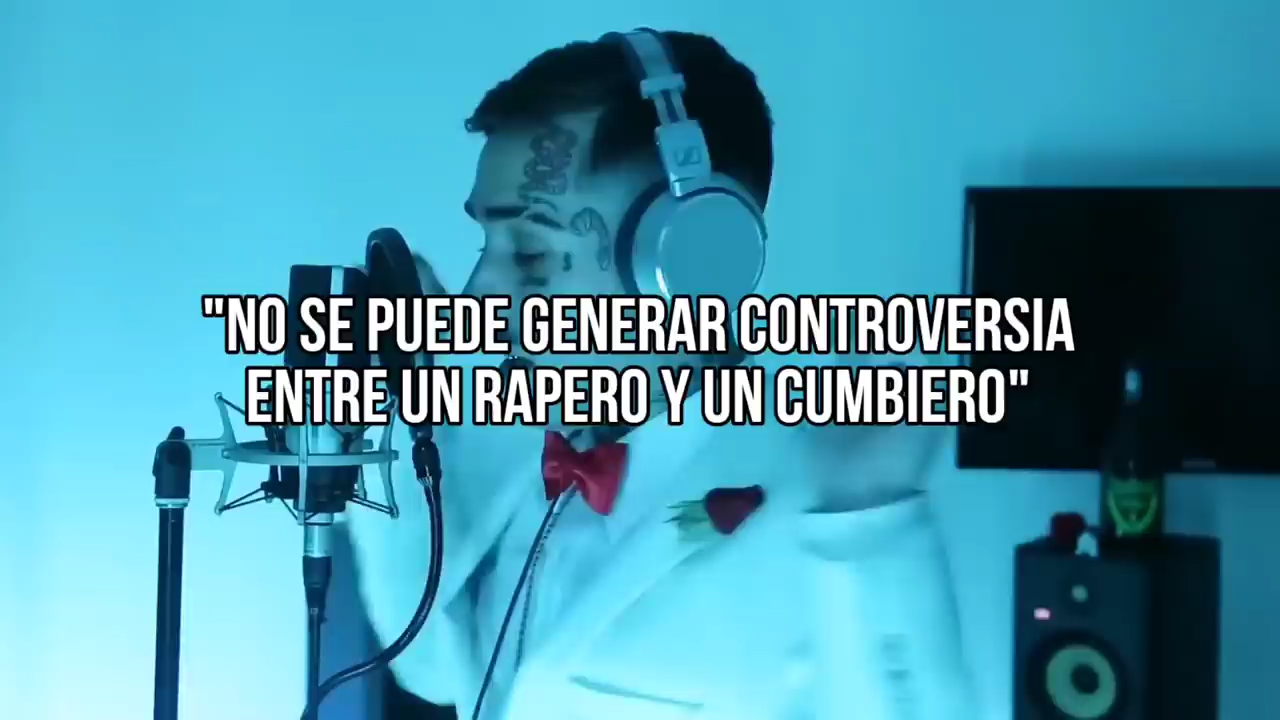 "NO SE PUEDE GENERAR CONTROVERSIA
ENTRE UN RAPERO Y UN CUMBIERO"